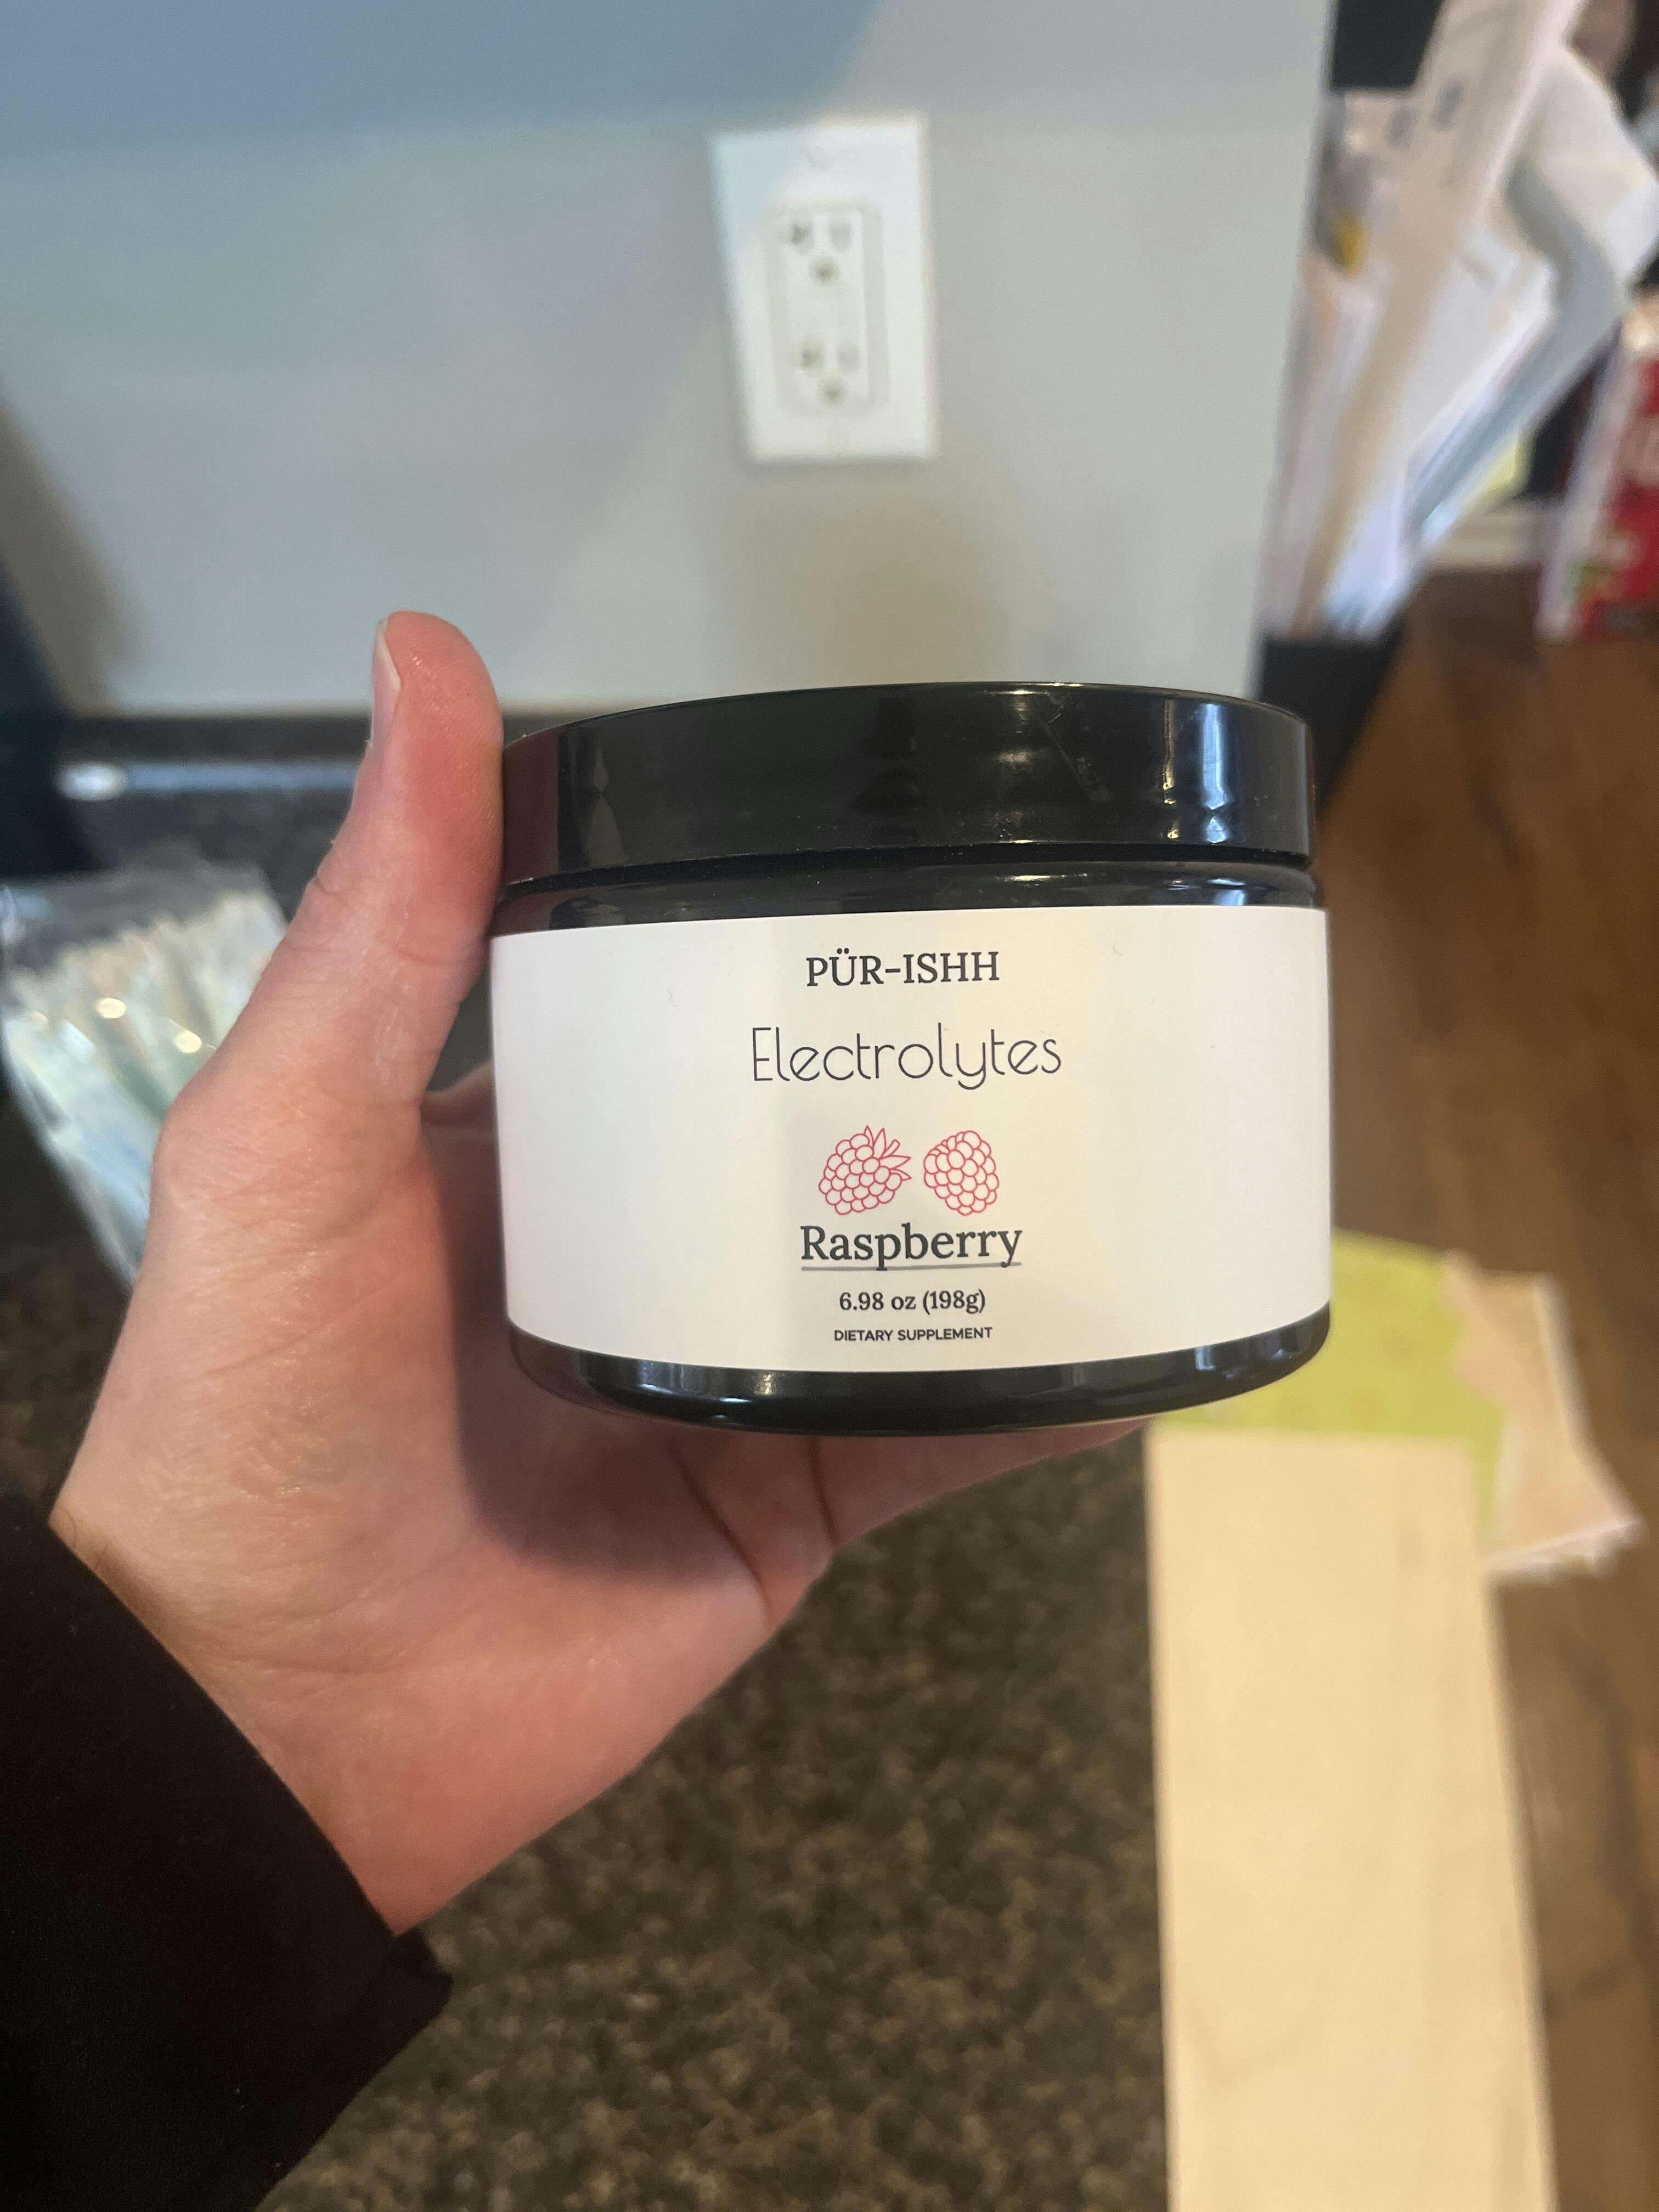 PÜR-ISHH
Electrolytes
Raspberry
6.98 oz (198g)
DIETARY SUPPLEMENT